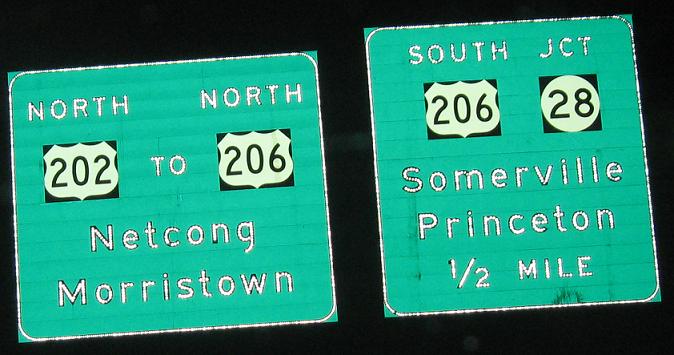 NORTH NORTH
202 TO 206
Netcong
Morristown
SOUTH JCT
206 28
Somerville
Princeton
1/2 MILE